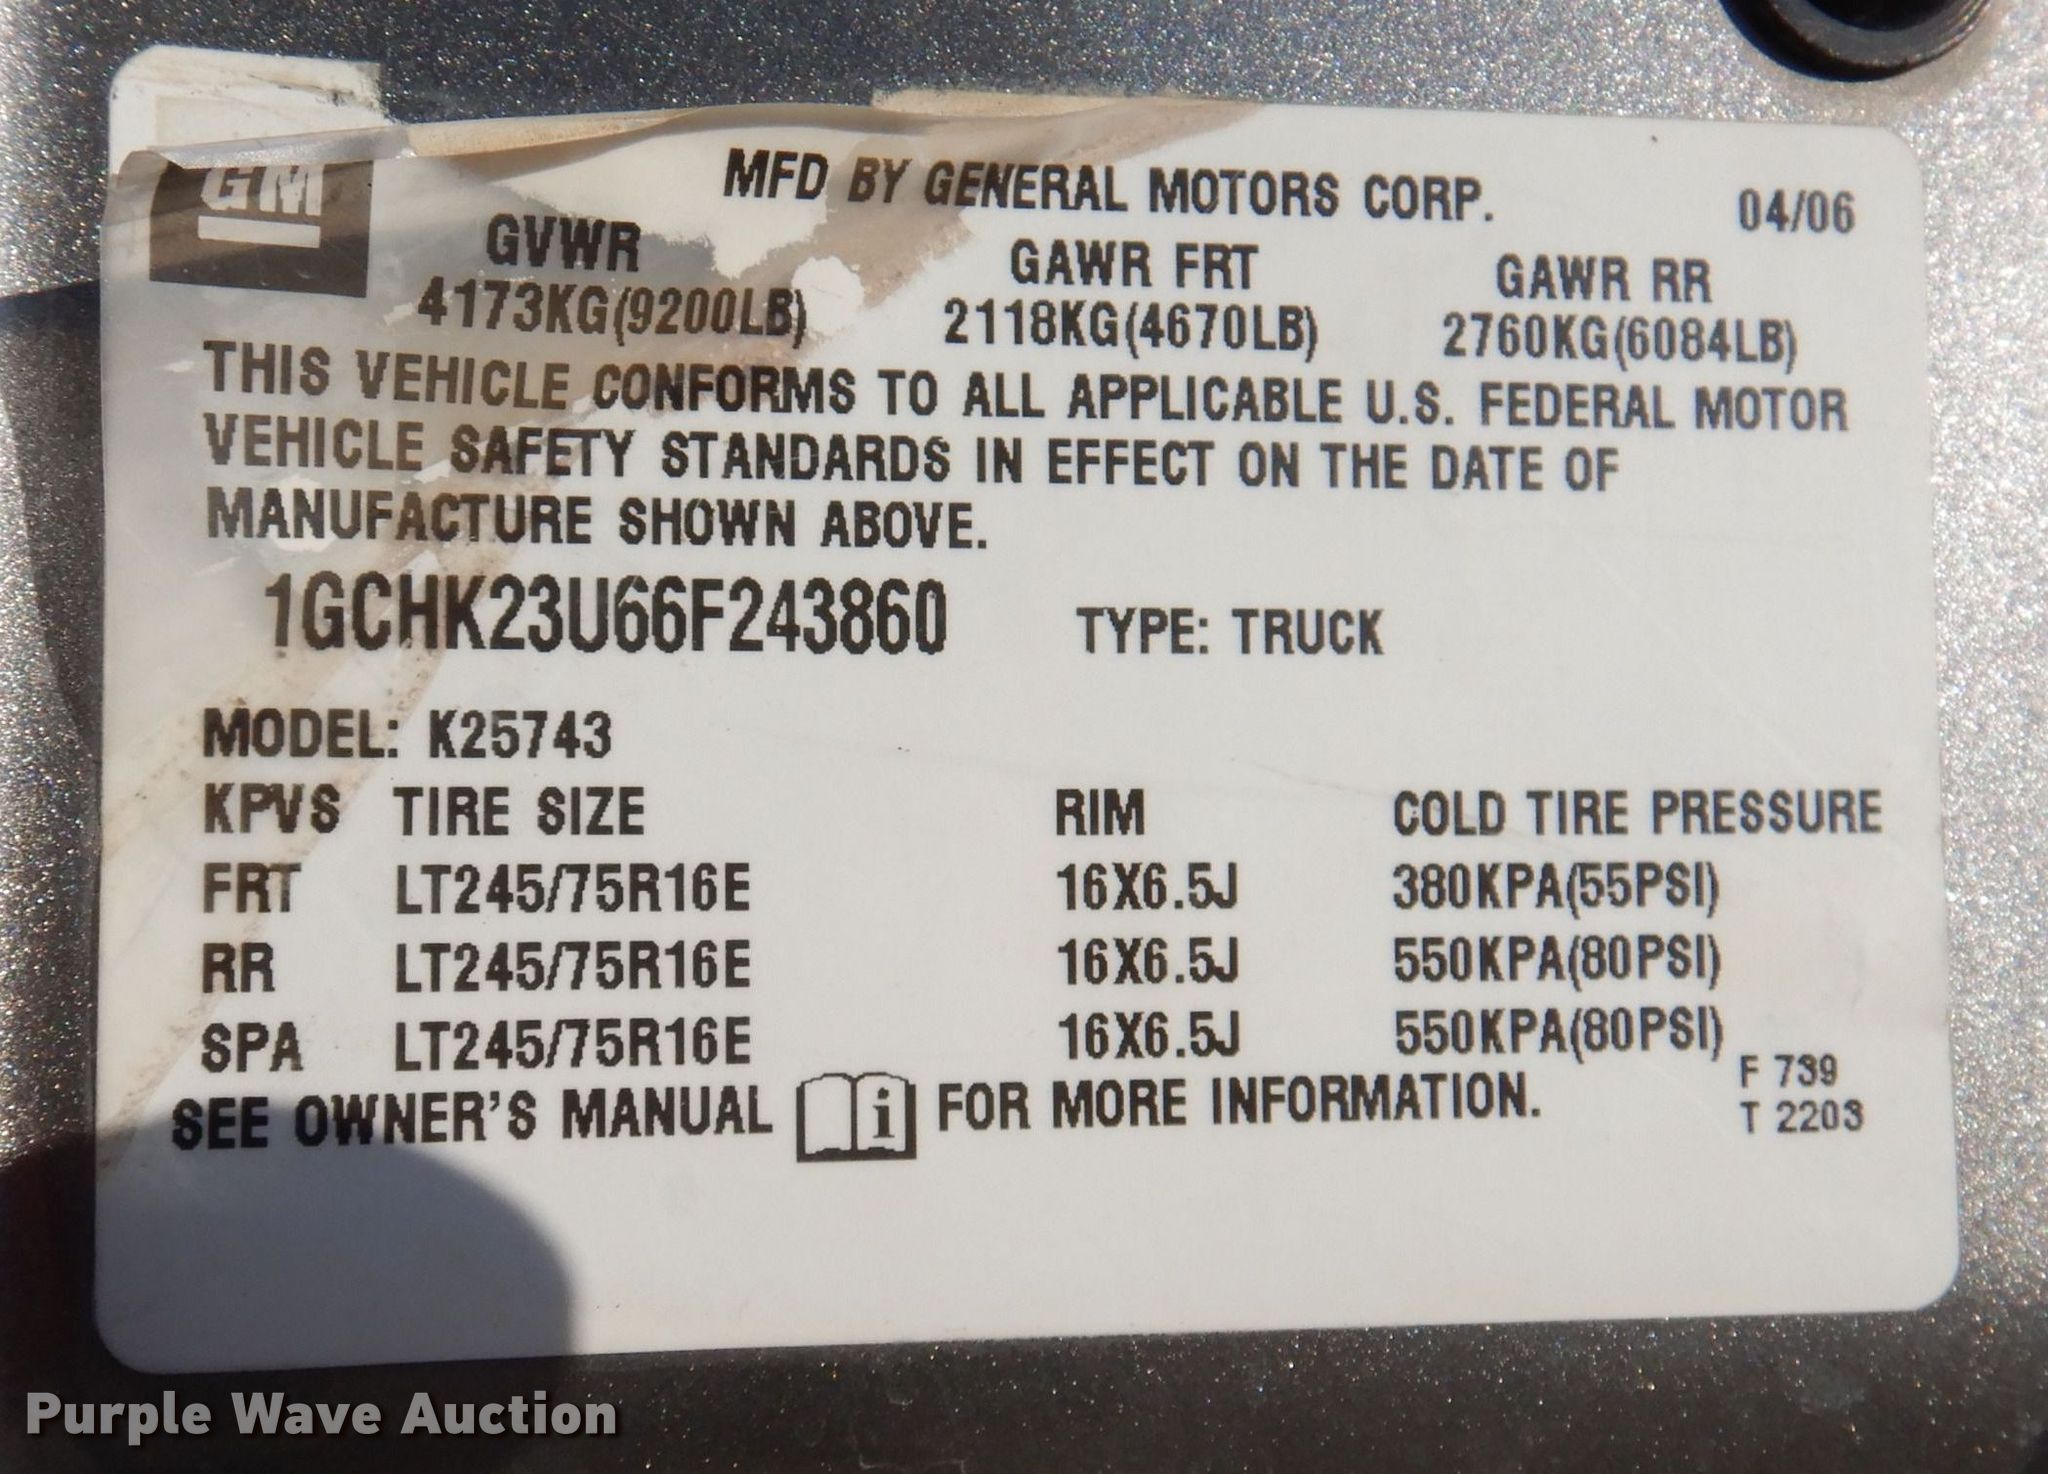 GM
MFD BY GENERAL MOTORS CORP.
04/06
GVWR GAWR FRT GAWR RR
4173KG(9200LB) 2118KG(4670LB) 2760KG(6084LB)
THIS VEHICLE CONFORMS TO ALL APPLICABLE U.S. FEDERAL MOTOR
VEHICLE SAFETY STANDARDS IN EFFECT ON THE DATE OF
MANUFACTURE SHOWN ABOVE.
1GCHK23U66F243860 TYPE: TRUCK
MODEL: K25743
KPVS TIRE SIZE RIM COLD TIRE PRESSURE
FRT LT245/75R16E 16X6.5J 380KPA(55PSI)
RR LT245/75R16E 16X6.5J 550KPA(80PSI)
SPA LT245/75R16E 16X6.5J 550KPA(80PSI)
SEE OWNER'S MANUAL i FOR MORE INFORMATION.
F 739
T 2203
Purple Wave Auction